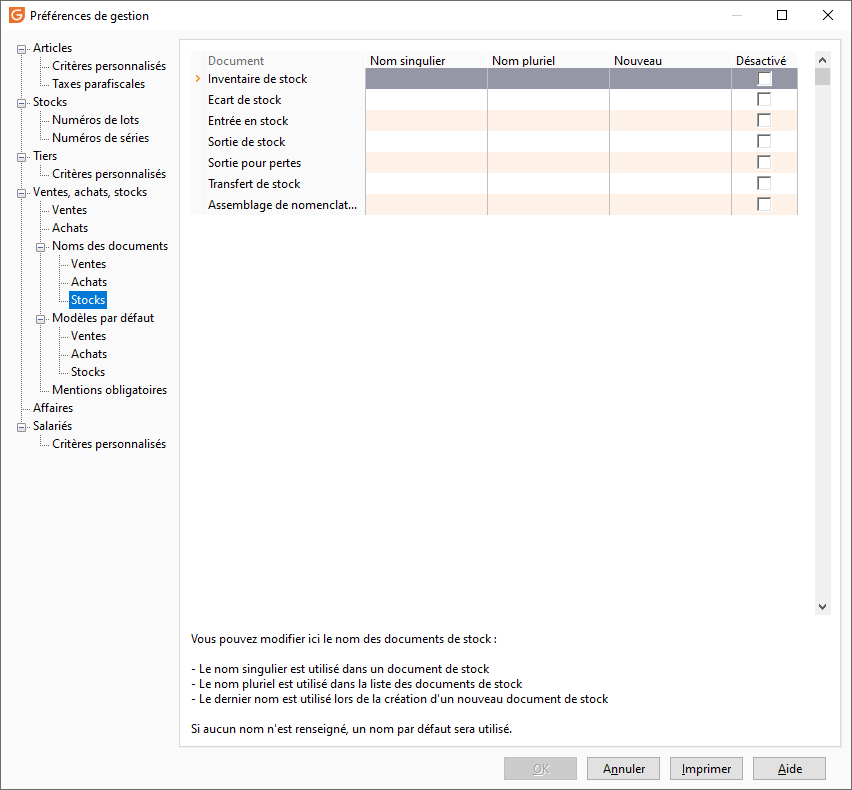 Préférences de gestion
Articles
Critères personnalisés
Taxes parafiscales
Stocks
Numéros de lots
Numéros de séries
Tiers
Critères personnalisés
Ventes, achats, stocks
Ventes
Achats
Noms des documents
Ventes
Achats
Stocks
Modèles par défaut
Ventes
Achats
Stocks
Mentions obligatoires
Affaires
Salariés
Critères personnalisés
Document Nom singulier Nom pluriel Nouveau Désactivé
Inventaire de stock
Ecart de stock
Entrée en stock
Sortie de stock
Sortie pour pertes
Transfert de stock
Assemblage de nomenclat...
Vous pouvez modifier ici le nom des documents de stock :
- Le nom singulier est utilisé dans un document de stock
- Le nom pluriel est utilisé dans la liste des documents de stock
- Le dernier nom est utilisé lors de la création d'un nouveau document de stock
Si aucun nom n'est renseigné, un nom par défaut sera utilisé.
OK Annuler Imprimer Aide